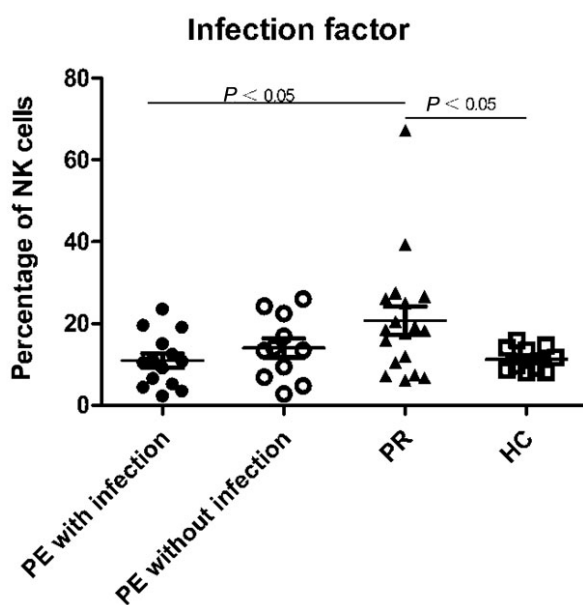 Infection factor
Percentage of NK cells
80
60
40
20
0
P < 0.05
P < 0.05
PE with infection
PE without infection
PR
HC